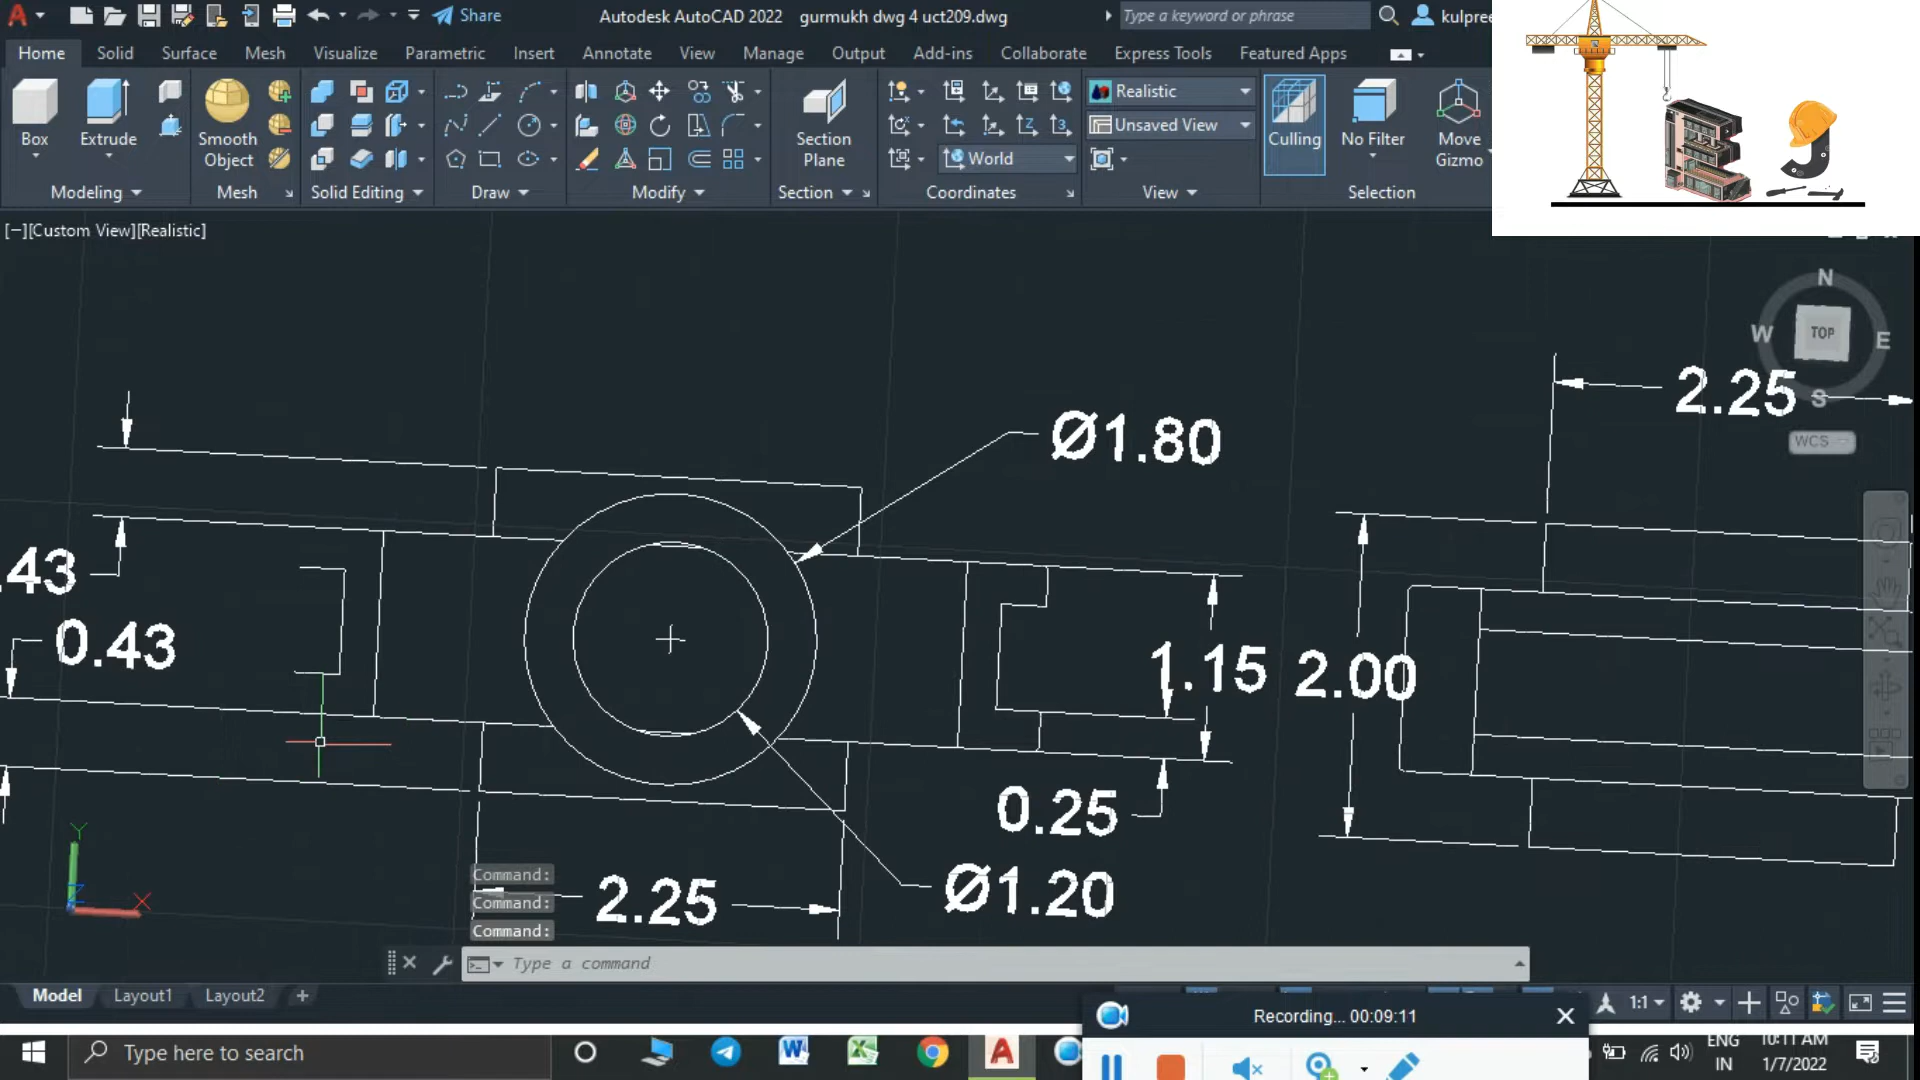 Share
Autodesk AutoCAD 2022 gurmukh dwg 4 uct209.dwg
Type a keyword or phrase
kulpree
Home Solid Surface Mesh Visualize Parametric Insert Annotate View Manage Output Add-ins Collaborate Express Tools Featured Apps
Box
Extrude
Smooth Object
Section Plane
Realistic
Unsaved View
World
Culling
No Filter
Move Gizmo
Modeling Mesh Solid Editing Draw Modify Section Coordinates View Selection
[−][Custom View][Realistic]
N
W TOP E
S
WCS
2.25
Ø1.80
.43
0.43
1.15 2.00
0.25
Ø1.20
2.25
Y
Z
X
Command:
Command:
Command:
Type a command
Model Layout1 Layout2 +
1:1
Recording... 00:09:11
Type here to search
ENG
IN
10:11 AM
1/7/2022